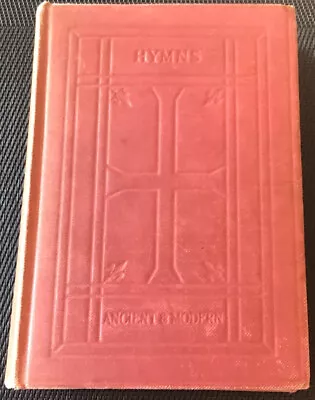 HYMNS
ANCIENT & MODERN